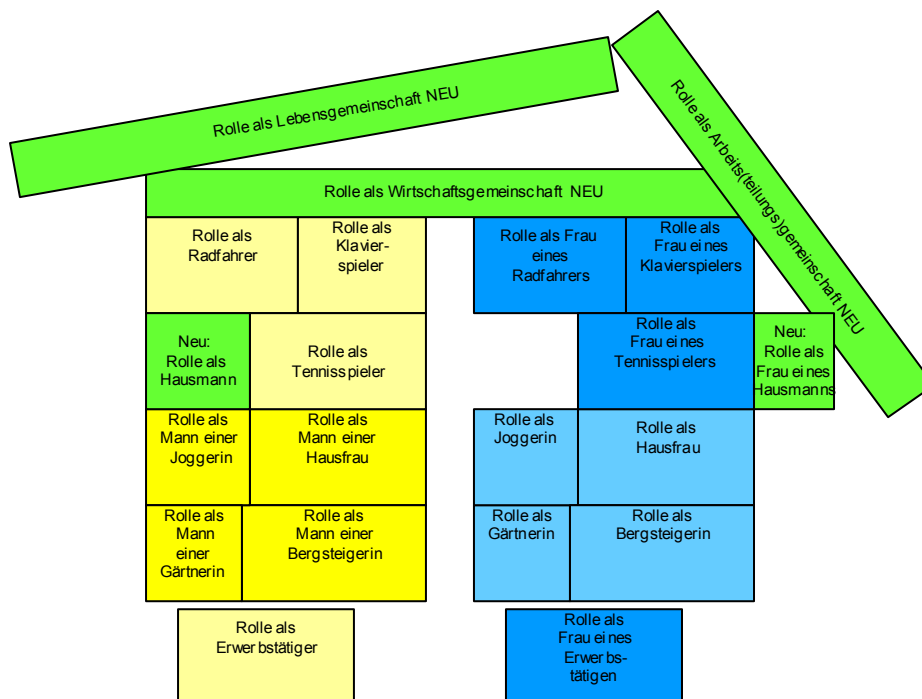 Rolle als Lebensgemeinschaft NEU
Rolle als Arbeits(teilungs)gemeinschaft NEU
Rolle als Wirtschaftsgemeinschaft NEU
Rolle als
Radfahrer
Rolle als
Klavier-
spieler
Rolle als Frau
eines
Radfahrers
Rolle als
Frau eines
Klavierspielers
Neu:
Rolle als
Hausmann
Rolle als
Tennisspieler
Rolle als
Frau eines
Tennisspielers
Neu:
Rolle als
Frau eines
Hausmanns
Rolle als
Mann einer
Joggerin
Rolle als
Mann einer
Hausfrau
Rolle als
Joggerin
Rolle als
Hausfrau
Rolle als
Mann
einer
Gärtnerin
Rolle als
Mann einer
Bergsteigerin
Rolle als
Gärtnerin
Rolle als
Bergsteigerin
Rolle als
Erwerbstätiger
Rolle als
Frau eines
Erwerbs-
tätigen